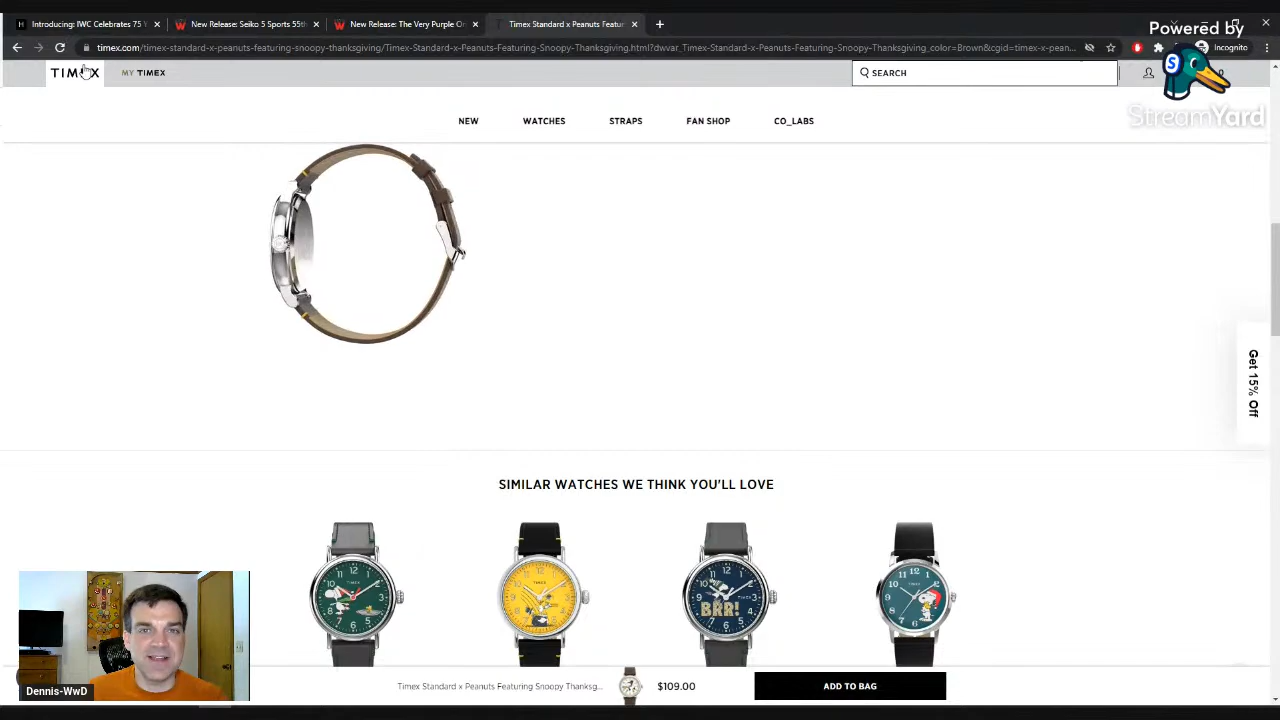 Introducing: IWC Celebrates 75 Y
New Release: Seiko 5 Sports 55th
New Release: The Very Purple On
Timex Standard x Peanuts Featur
Powered by
timex.com/timex-standard-x-peanuts-featuring-snoopy-thanksgiving/Timex-Standard-x-Peanuts-Featuring-Snoopy-Thanksgiving.html?dwvar_Timex-Standard-x-Peanuts-Featuring-Snoopy-Thanksgiving_color=Brown&cgid=timex-x-pean...
Incognito
TIMEX
MY TIMEX
SEARCH
S
StreamYard
NEW
WATCHES
STRAPS
FAN SHOP
CO_LABS
Get 15% Off
SIMILAR WATCHES WE THINK YOU'LL LOVE
TIMEX
TIMEX
TIMEX
BRR!
Dennis-WwD
Timex Standard x Peanuts Featuring Snoopy Thanksg...
$109.00
ADD TO BAG